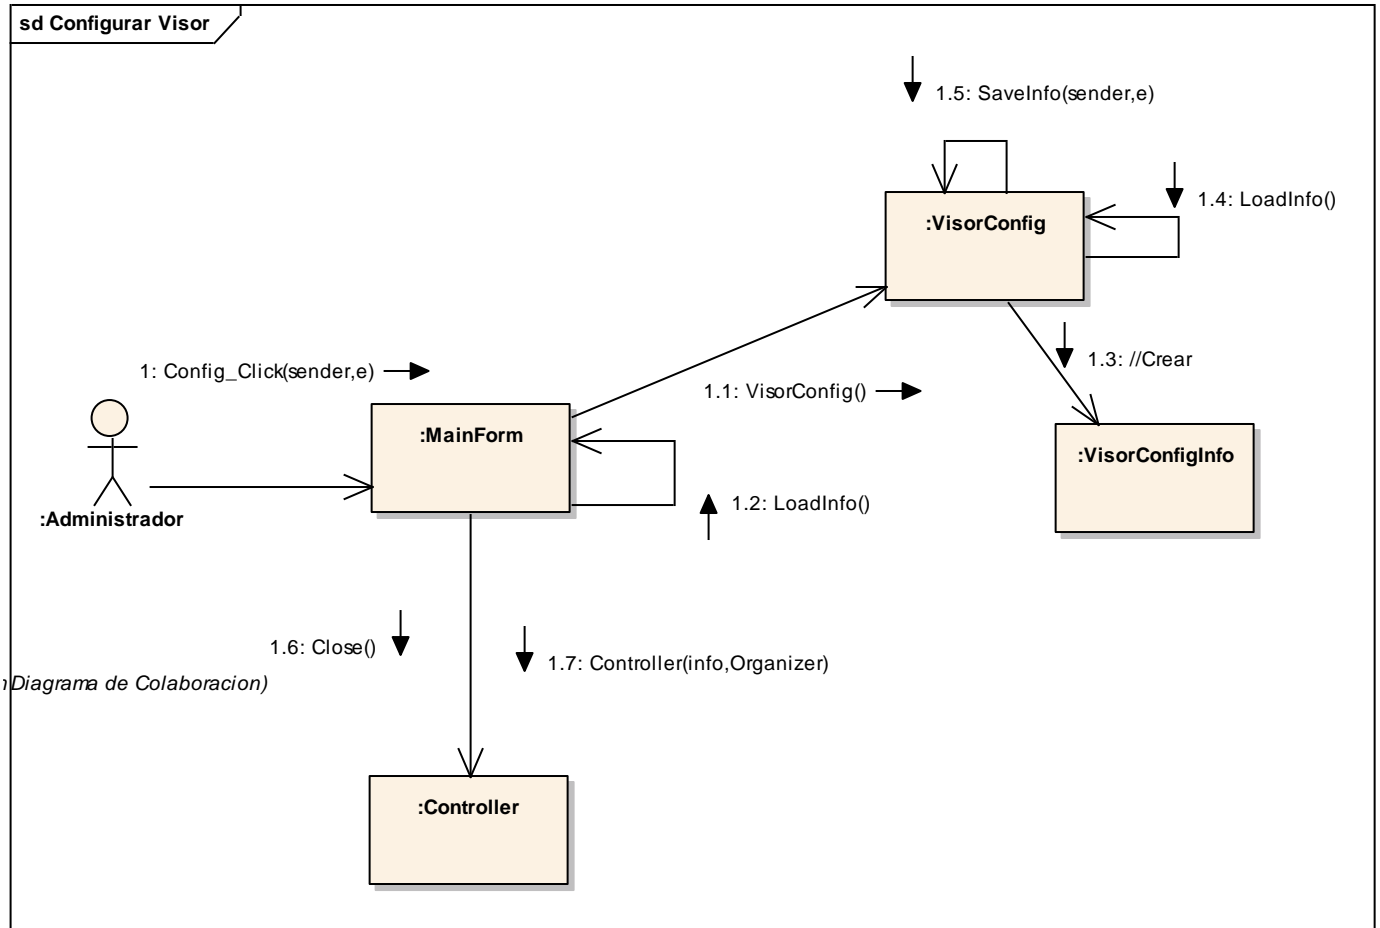 sd Configurar Visor
1.5: SaveInfo(sender,e)
1.4: LoadInfo()
:VisorConfig
1.3: //Crear
1: Config_Click(sender,e)
1.1: VisorConfig()
:MainForm
:VisorConfigInfo
1.2: LoadInfo()
:Administrador
1.6: Close()
1.7: Controller(info,Organizer)
Diagrama de Colaboracion)
:Controller